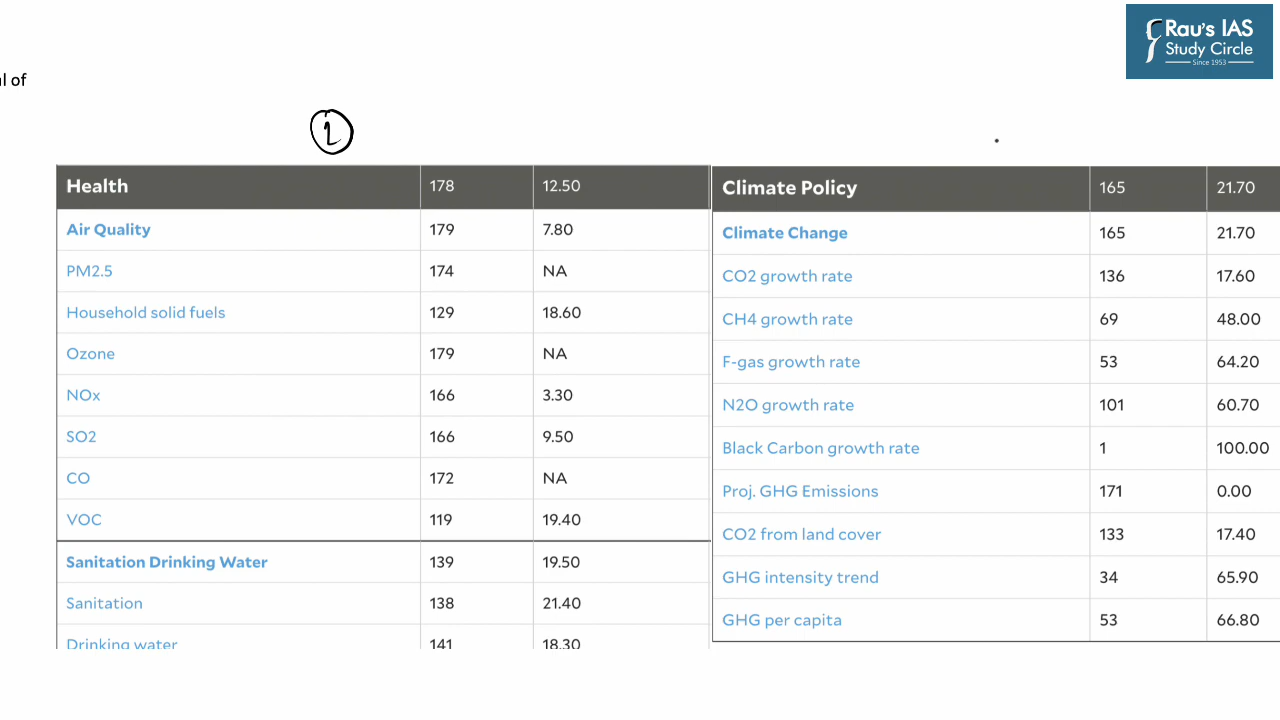 Rau's IAS
Study Circle
Since 1953
al of
1
Health 178 12.50
Air Quality 179 7.80
PM2.5 174 NA
Household solid fuels 129 18.60
Ozone 179 NA
NOx 166 3.30
SO2 166 9.50
CO 172 NA
VOC 119 19.40
Sanitation Drinking Water 139 19.50
Sanitation 138 21.40
Drinking water 141 18.30
Climate Policy 165 21.70
Climate Change 165 21.70
CO2 growth rate 136 17.60
CH4 growth rate 69 48.00
F-gas growth rate 53 64.20
N2O growth rate 101 60.70
Black Carbon growth rate 1 100.00
Proj. GHG Emissions 171 0.00
CO2 from land cover 133 17.40
GHG intensity trend 34 65.90
GHG per capita 53 66.80